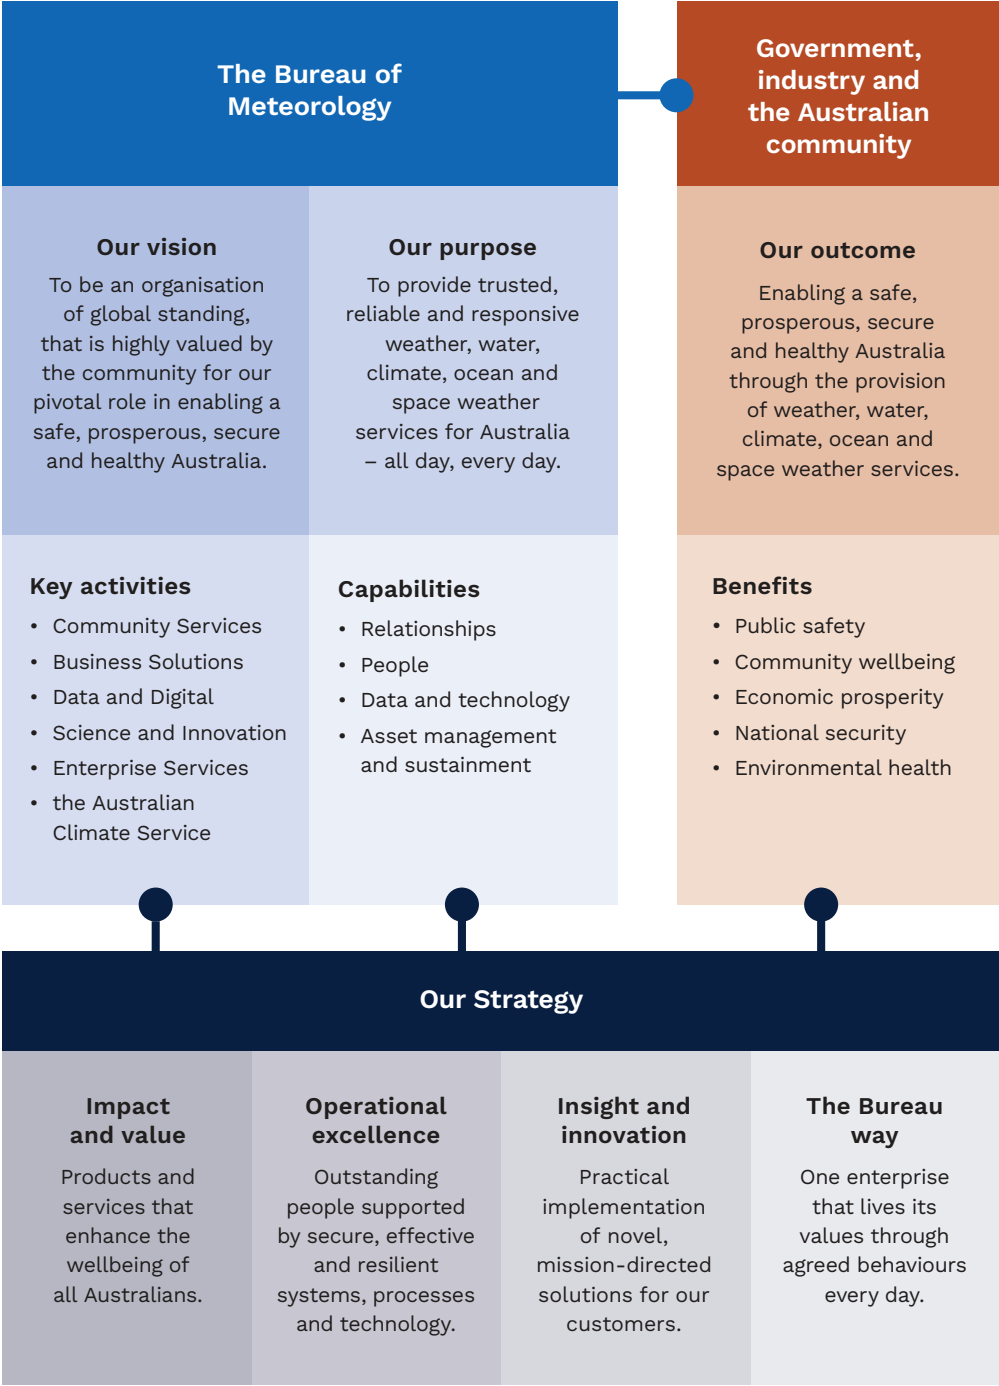 The Bureau of
Meteorology
Government,
industry and
the Australian
community
Our vision
To be an organisation
of global standing,
that is highly valued by
the community for our
pivotal role in enabling a
safe, prosperous, secure
and healthy Australia.
Our purpose
To provide trusted,
reliable and responsive
weather, water,
climate, ocean and
space weather
services for Australia
– all day, every day.
Our outcome
Enabling a safe,
prosperous, secure
and healthy Australia
through the provision
of weather, water,
climate, ocean and
space weather services.
Key activities
• Community Services
• Business Solutions
• Data and Digital
• Science and Innovation
• Enterprise Services
• the Australian
Climate Service
Capabilities
• Relationships
• People
• Data and technology
• Asset management
and sustainment
Benefits
• Public safety
• Community wellbeing
• Economic prosperity
• National security
• Environmental health
Our Strategy
Impact
and value
Products and
services that
enhance the
wellbeing of
all Australians.
Operational
excellence
Outstanding
people supported
by secure, effective
and resilient
systems, processes
and technology.
Insight and
innovation
Practical
implementation
of novel,
mission-directed
solutions for our
customers.
The Bureau
way
One enterprise
that lives its
values through
agreed behaviours
every day.